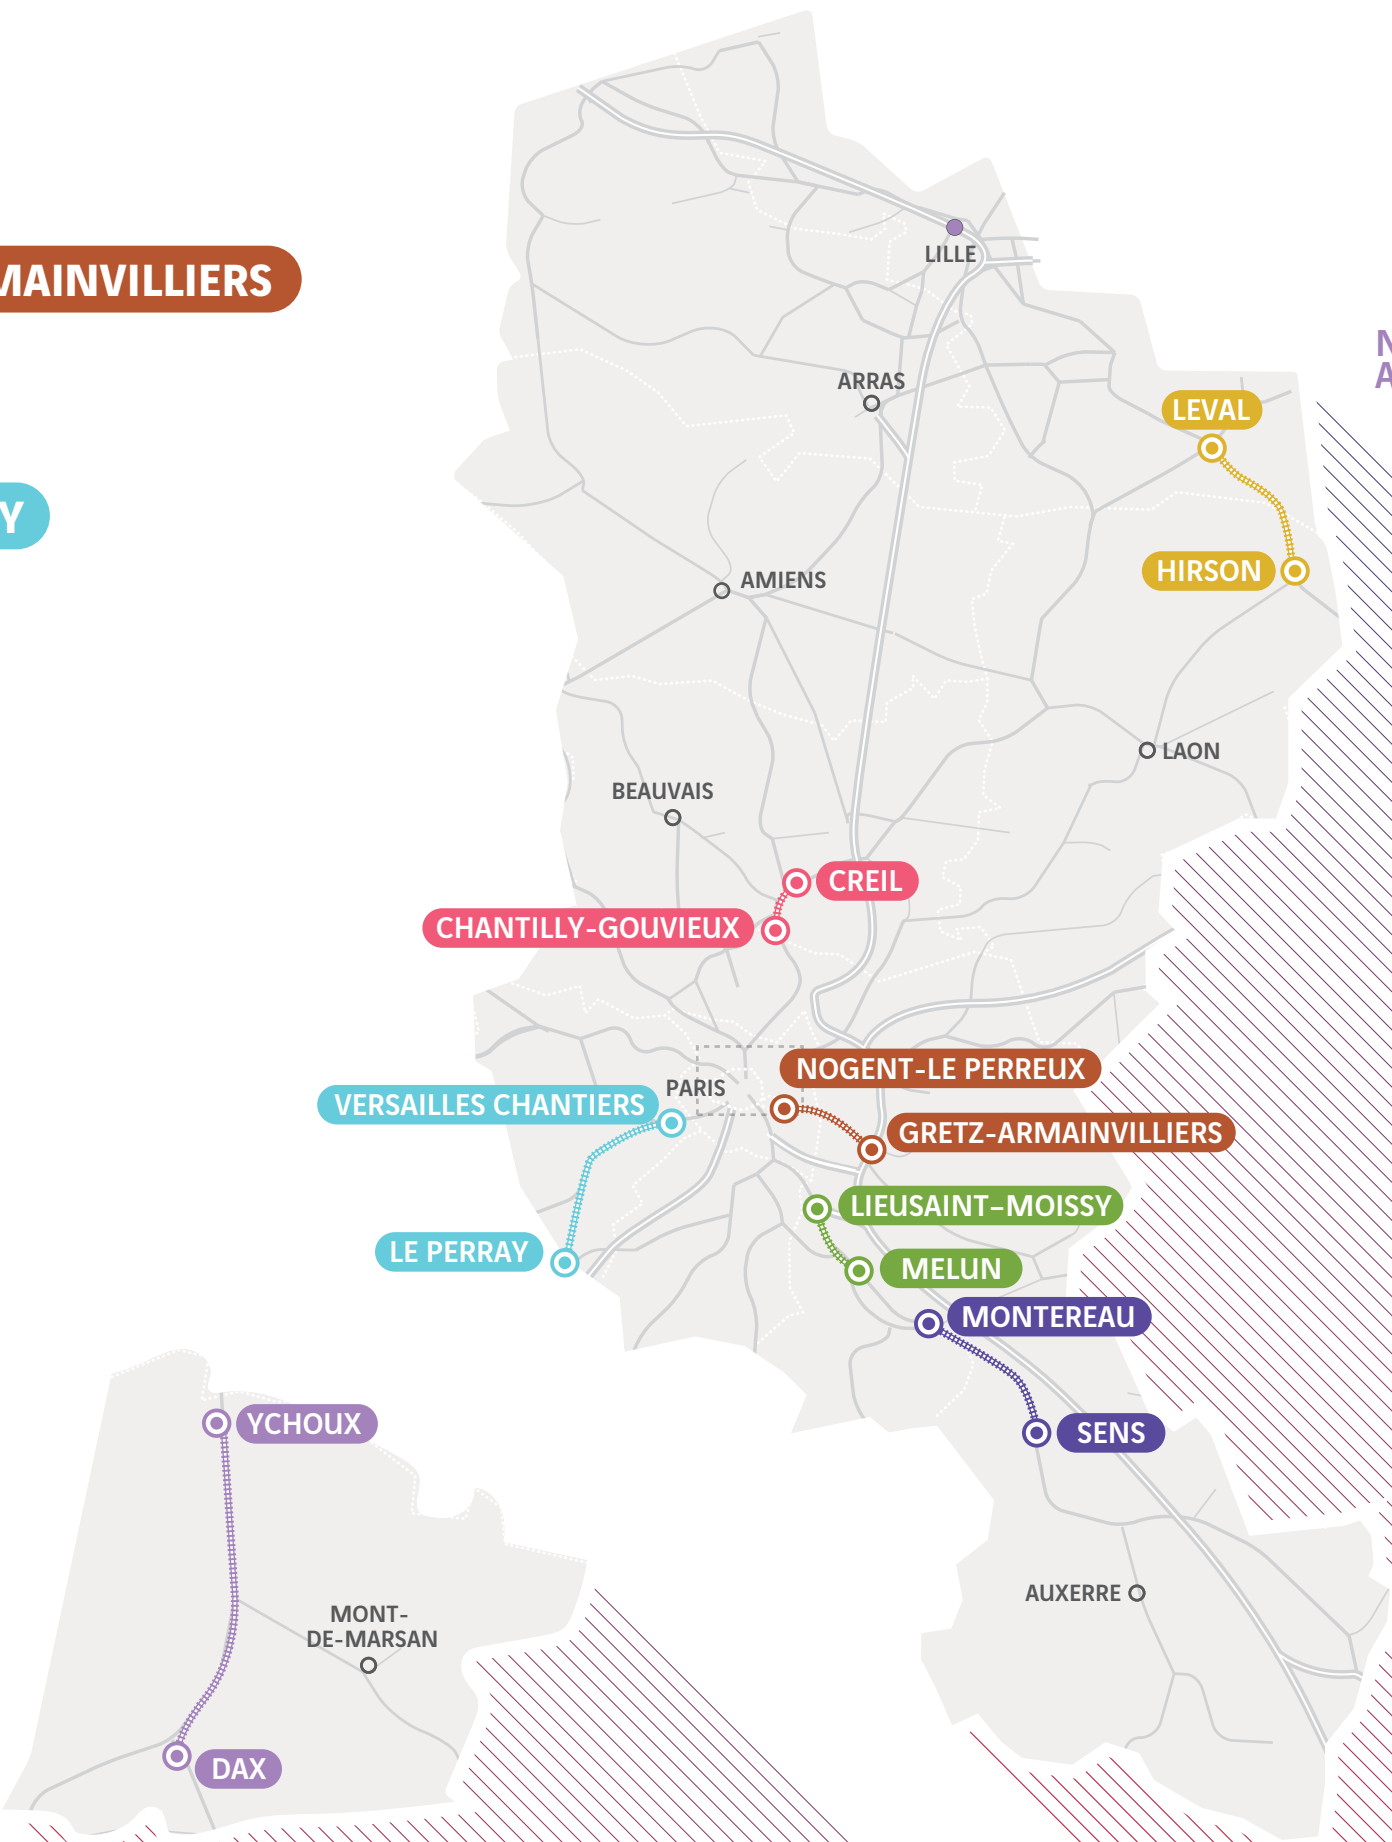 MAINVILLIERS
Y
LILLE
N
A
ARRAS
LEVAL
HIRSON
AMIENS
LAON
BEAUVAIS
CREIL
CHANTILLY-GOUVIEUX
NOGENT-LE PERREUX
PARIS
VERSAILLES CHANTIERS
GRETZ-ARMAINVILLIERS
LIEUSAINT-MOISSY
LE PERRAY
MELUN
MONTEREAU
YCHOUX
SENS
AUXERRE
MONT-
DE-MARSAN
DAX